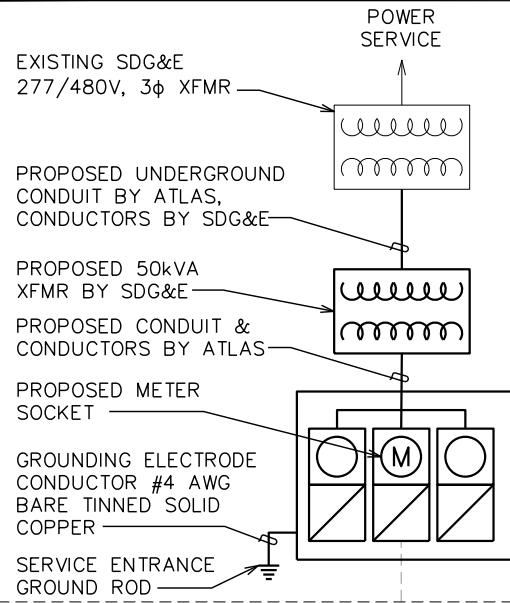 POWER
SERVICE
EXISTING SDG&E
277/480V, 3ϕ XFMR
PROPOSED UNDERGROUND
CONDUIT BY ATLAS,
CONDUCTORS BY SDG&E
PROPOSED 50kVA
XFMR BY SDG&E
PROPOSED CONDUIT &
CONDUCTORS BY ATLAS
PROPOSED METER
SOCKET
M
GROUNDING ELECTRODE
CONDUCTOR #4 AWG
BARE TINNED SOLID
COPPER
SERVICE ENTRANCE
GROUND ROD